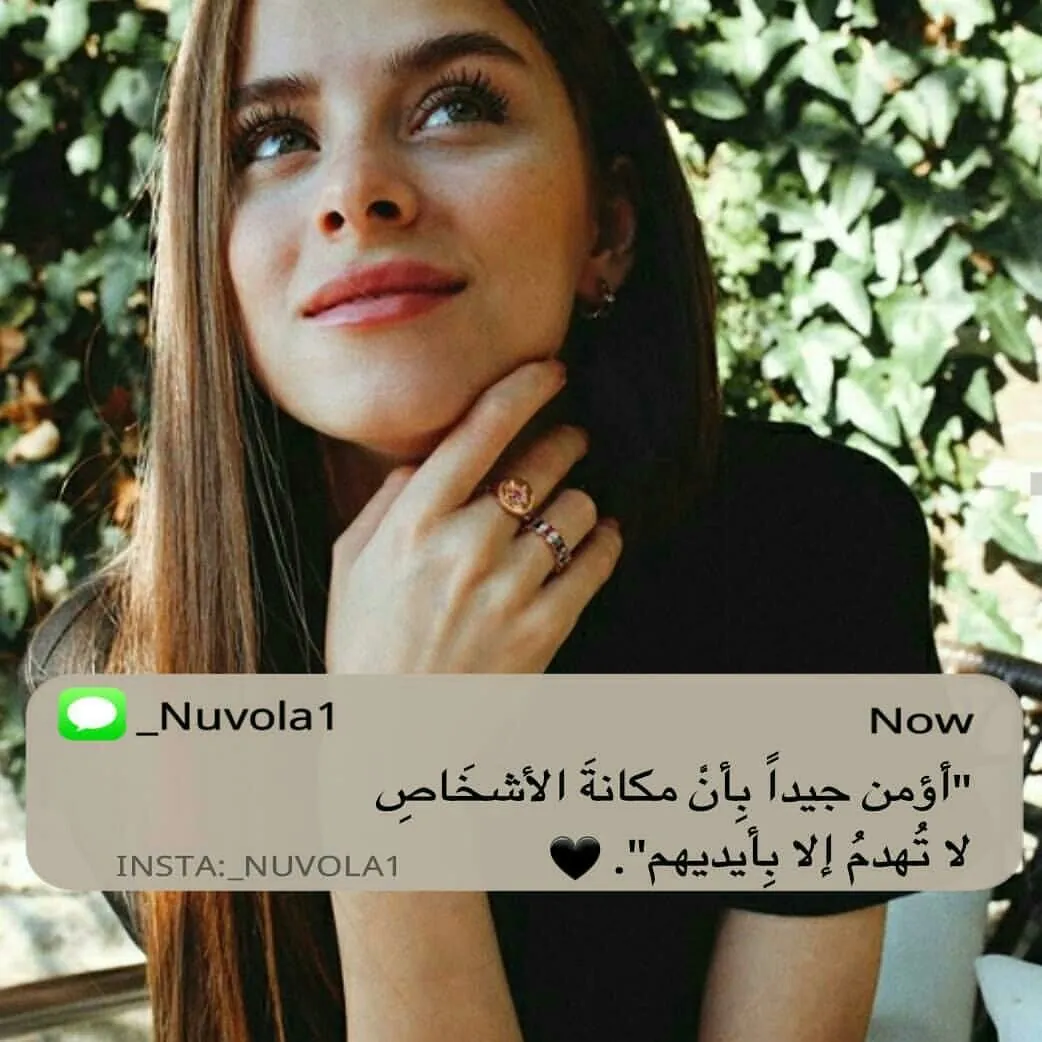 _Nuvola1
Now
"أؤمن جيداً بِأنَّ مكانةَ الأشخَاصِ
لا تُهدمُ إلا بِأيديهم". 🖤
INSTA:_NUVOLA1